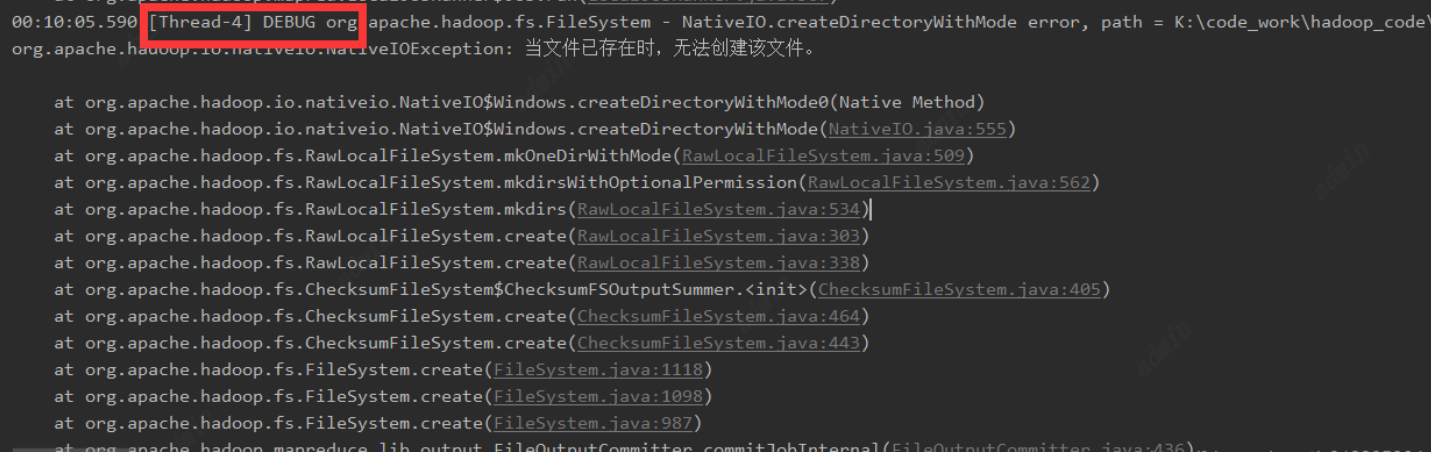 00:10:05.590 [Thread-4] DEBUG org.apache.hadoop.fs.FileSystem - NativeIO.createDirectoryWithMode error, path = K:\code_work\hadoop_code\
org.apache.hadoop.io.nativeio.NativeIOException: 当文件已存在时，无法创建该文件。
at org.apache.hadoop.io.nativeio.NativeIO$Windows.createDirectoryWithMode0(Native Method)
at org.apache.hadoop.io.nativeio.NativeIO$Windows.createDirectoryWithMode(NativeIO.java:555)
at org.apache.hadoop.fs.RawLocalFileSystem.mkOneDirWithMode(RawLocalFileSystem.java:509)
at org.apache.hadoop.fs.RawLocalFileSystem.mkdirsWithOptionalPermission(RawLocalFileSystem.java:562)
at org.apache.hadoop.fs.RawLocalFileSystem.mkdirs(RawLocalFileSystem.java:534)
at org.apache.hadoop.fs.RawLocalFileSystem.create(RawLocalFileSystem.java:303)
at org.apache.hadoop.fs.RawLocalFileSystem.create(RawLocalFileSystem.java:338)
at org.apache.hadoop.fs.ChecksumFileSystem$ChecksumFSOutputSummer.<init>(ChecksumFileSystem.java:405)
at org.apache.hadoop.fs.ChecksumFileSystem.create(ChecksumFileSystem.java:464)
at org.apache.hadoop.fs.ChecksumFileSystem.create(ChecksumFileSystem.java:443)
at org.apache.hadoop.fs.FileSystem.create(FileSystem.java:1118)
at org.apache.hadoop.fs.FileSystem.create(FileSystem.java:1098)
at org.apache.hadoop.fs.FileSystem.create(FileSystem.java:987)
at org.apache.hadoop.mapreduce.lib.output.FileOutputCommitter.commitJobInternal(FileOutputCommitter.java:436)